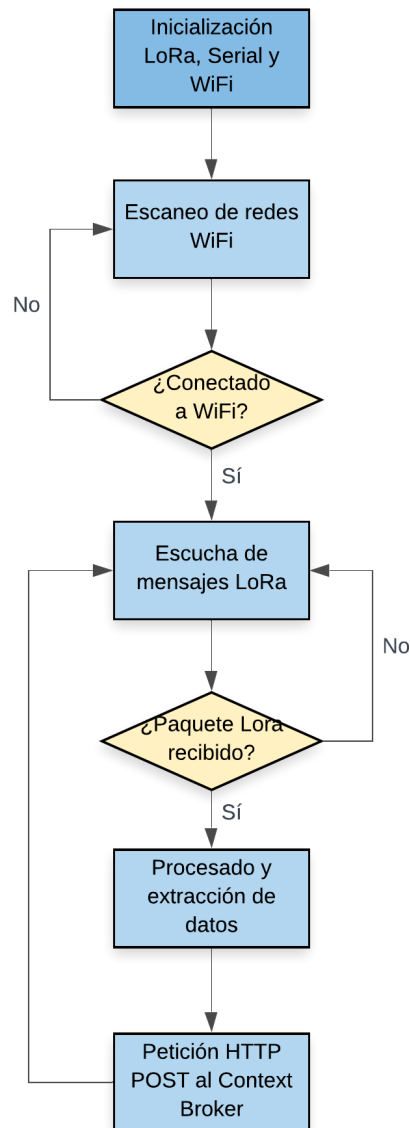 Inicialización
LoRa, Serial y
WiFi
Escaneo de redes
WiFi
No
¿Conectado
a WiFi?
Sí
Escucha de
mensajes LoRa
No
¿Paquete Lora
recibido?
Sí
Procesado y
extracción de
datos
Petición HTTP
POST al Context
Broker